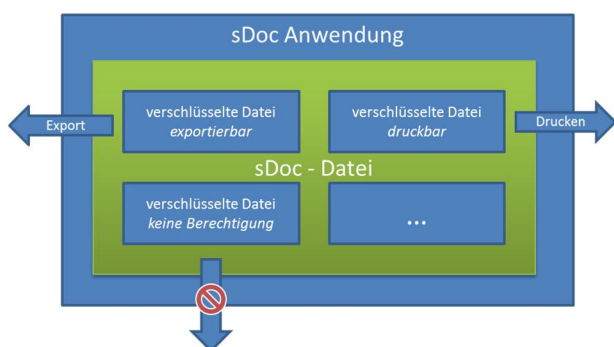 sDoc Anwendung
verschlüsselte Datei
exportierbar
verschlüsselte Datei
druckbar
Export
Drucken
sDoc - Datei
verschlüsselte Datei
keine Berechtigung
...